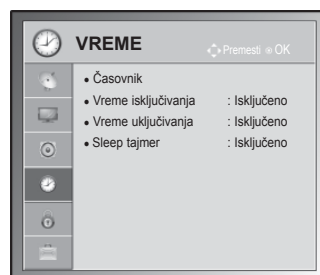 VREME
Premesti OK
• Časovnik
• Vreme isključivanja : Isključeno
• Vreme uključivanja : Isključeno
• Sleep tajmer : Isključeno